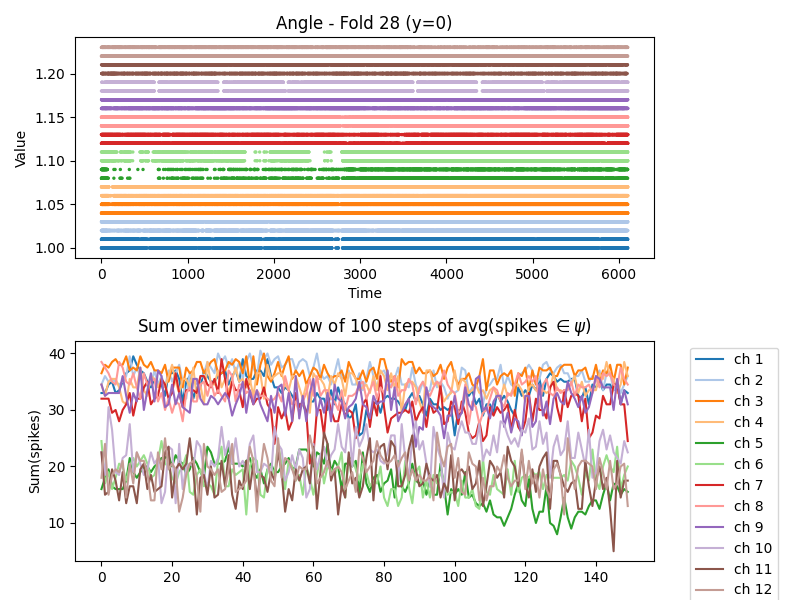 Angle - Fold 28 (y=0)
Value
1.20
1.15
1.10
1.05
1.00
0 1000 2000 3000 4000 5000 6000
Time
Sum over timewindow of 100 steps of avg(spikes ∈ψ)
Sum(spikes)
40
30
20
10
0 20 40 60 80 100 120 140
ch 1
ch 2
ch 3
ch 4
ch 5
ch 6
ch 7
ch 8
ch 9
ch 10
ch 11
ch 12